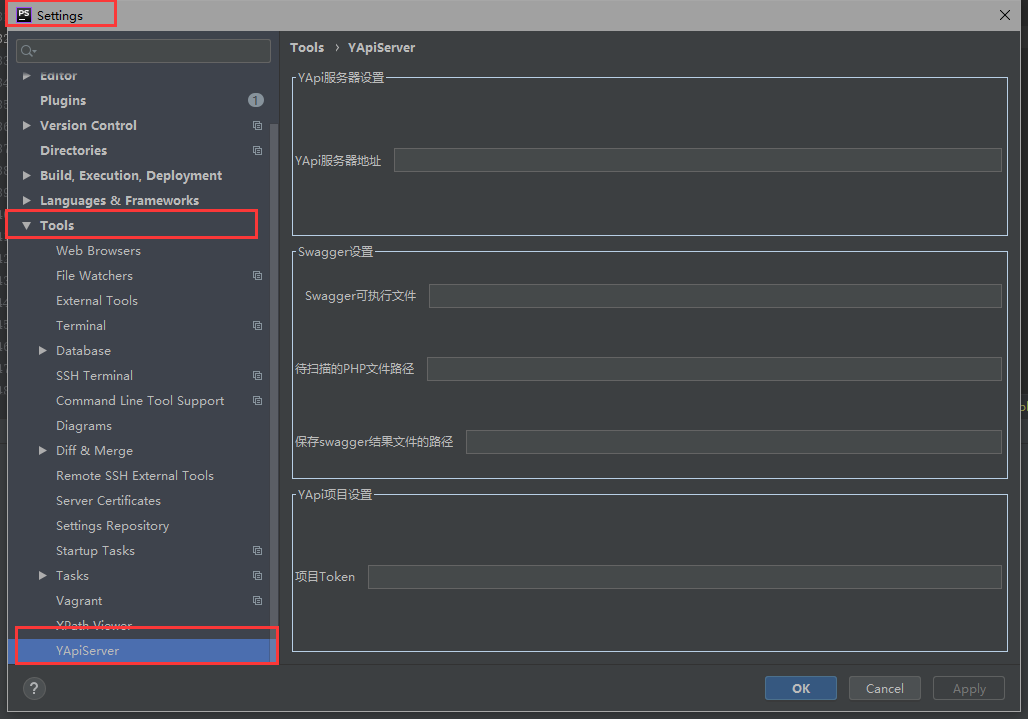 PS Settings
Editor
Plugins 1
Version Control
Directories
Build, Execution, Deployment
Languages & Frameworks
Tools
Web Browsers
File Watchers
External Tools
Terminal
Database
SSH Terminal
Command Line Tool Support
Diagrams
Diff & Merge
Remote SSH External Tools
Server Certificates
Settings Repository
Startup Tasks
Tasks
Vagrant
XPath Viewer
YApiServer
Tools › YApiServer
YApi服务器设置
YApi服务器地址
Swagger设置
Swagger可执行文件
待扫描的PHP文件路径
保存swagger结果文件的路径
YApi项目设置
项目Token
?
OK
Cancel
Apply